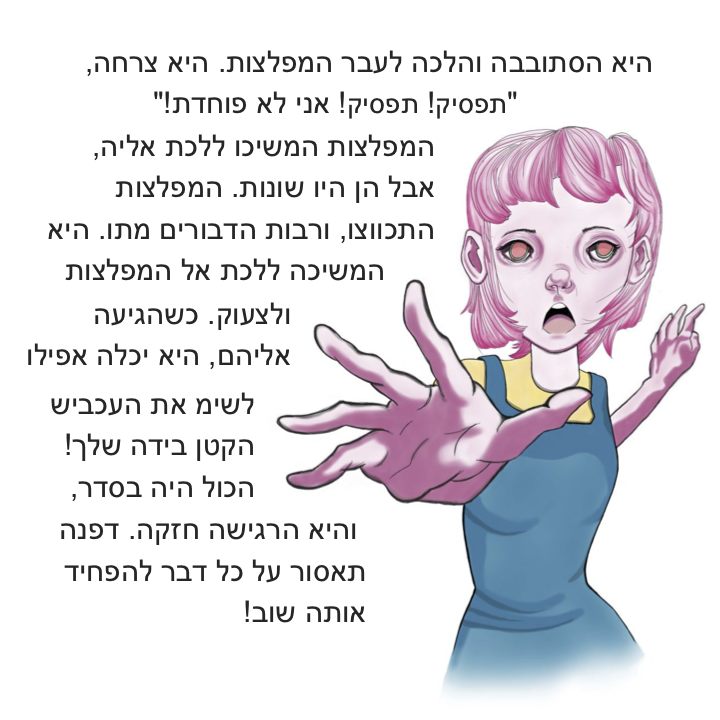 היא הסתובבה והלכה לעבר המפלצות. היא צרחה,
"תפסיק! תפסיק! אני לא פוחדת!"
המפלצות המשיכו ללכת אליה,
אבל הן היו שונות. המפלצות
התכווצו, ורבות הדבורים מתו. היא
המשיכה ללכת אל המפלצות
ולצעוק. כשהגיעה
אליהם, היא יכלה אפילו
לשימ את העכביש
הקטן בידה שלך!
הכול היה בסדר,
והיא הרגישה חזקה. דפנה
תאסור על כל דבר להפחיד
אותה שוב!